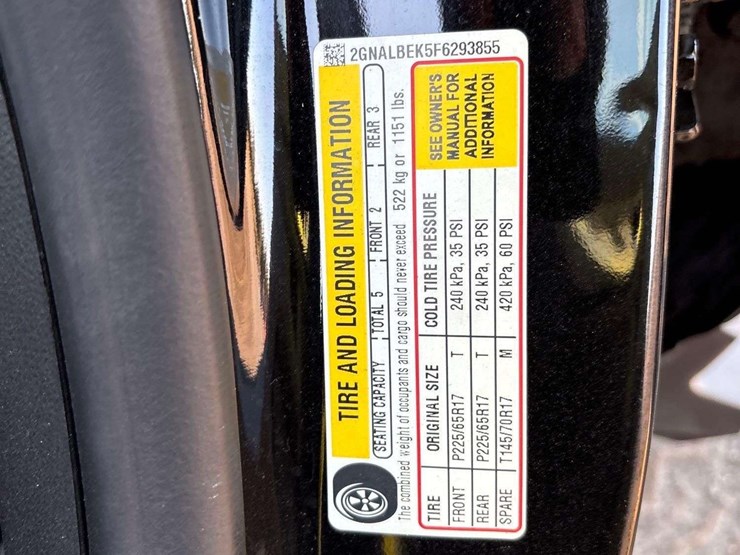 2GNALBEK5F6293855
TIRE AND LOADING INFORMATION
SEATING CAPACITY TOTAL 5 FRONT 2 REAR 3
The combined weight of occupants and cargo should never exceed 522 kg or 1151 lbs.
TIRE ORIGINAL SIZE COLD TIRE PRESSURE
FRONT P225/65R17 T 240 kPa, 35 PSI
REAR P225/65R17 T 240 kPa, 35 PSI
SPARE T145/70R17 M 420 kPa, 60 PSI
SEE OWNER'S
MANUAL FOR
ADDITIONAL
INFORMATION